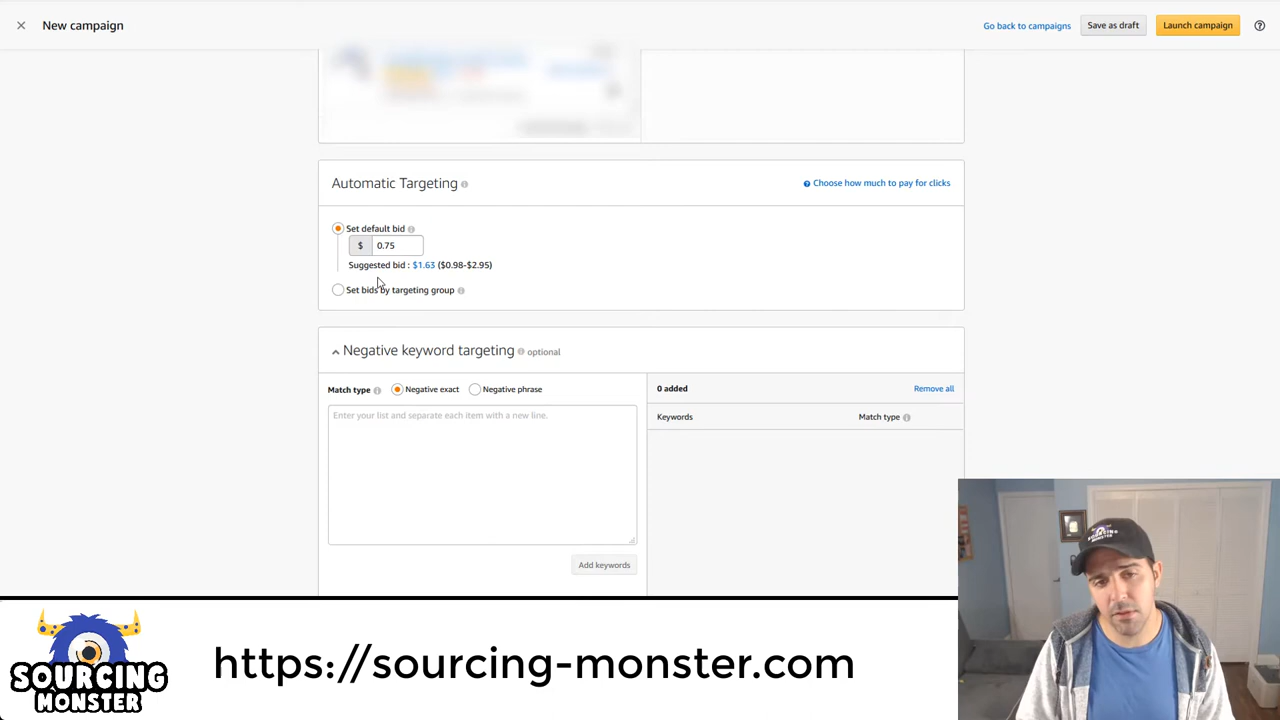 New campaign
Go back to campaigns
Save as draft
Launch campaign
Automatic Targeting
Choose how much to pay for clicks
Set default bid
$ 0.75
Suggested bid : $1.63 ($0.98-$2.95)
Set bids by targeting group
Negative keyword targeting optional
Match type Negative exact Negative phrase
0 added Remove all
Keywords Match type
Enter your list and separate each item with a new line.
Add keywords
SOURCING
MONSTER
SOURCING
MONSTER
https://sourcing-monster.com